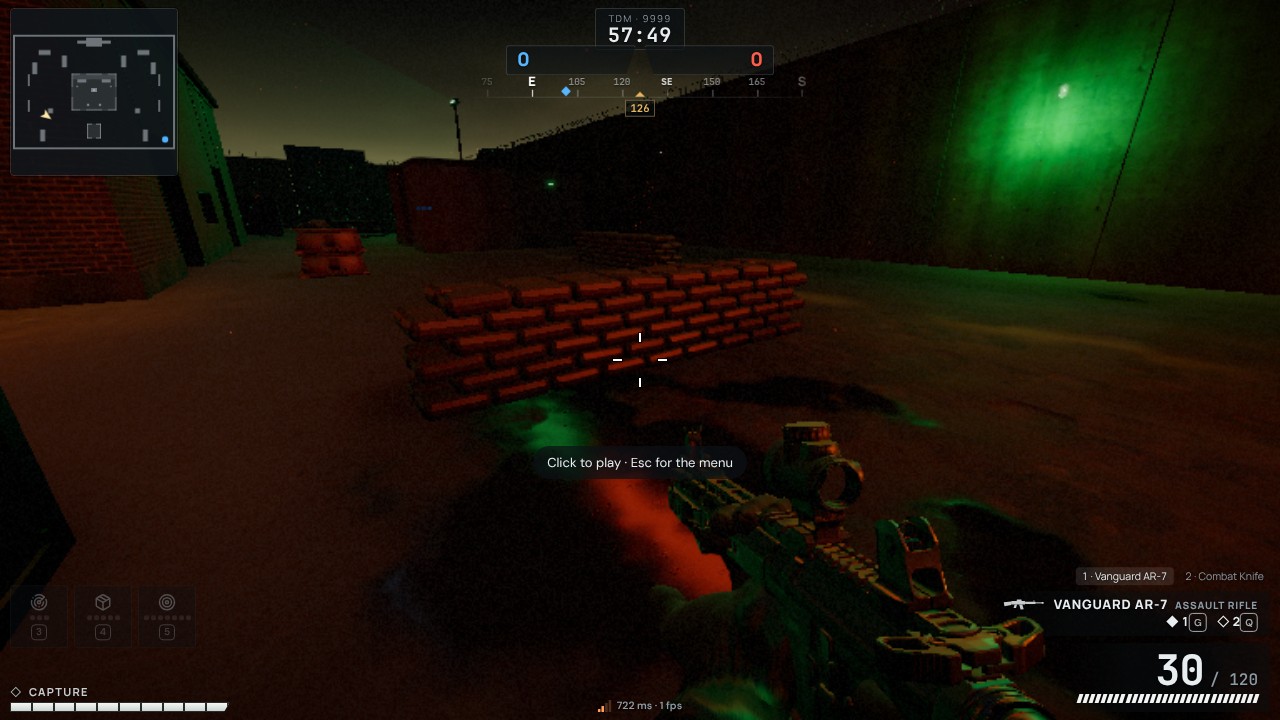 TDM · 9999
57:49
0 0
75 E 105 120 SE 150 165 S
126
Click to play · Esc for the menu
1 · Vanguard AR-7 2 · Combat Knife
VANGUARD AR-7 ASSAULT RIFLE
1 G 2 Q
3 4 5
30 / 120
CAPTURE
722 ms · 1 fps